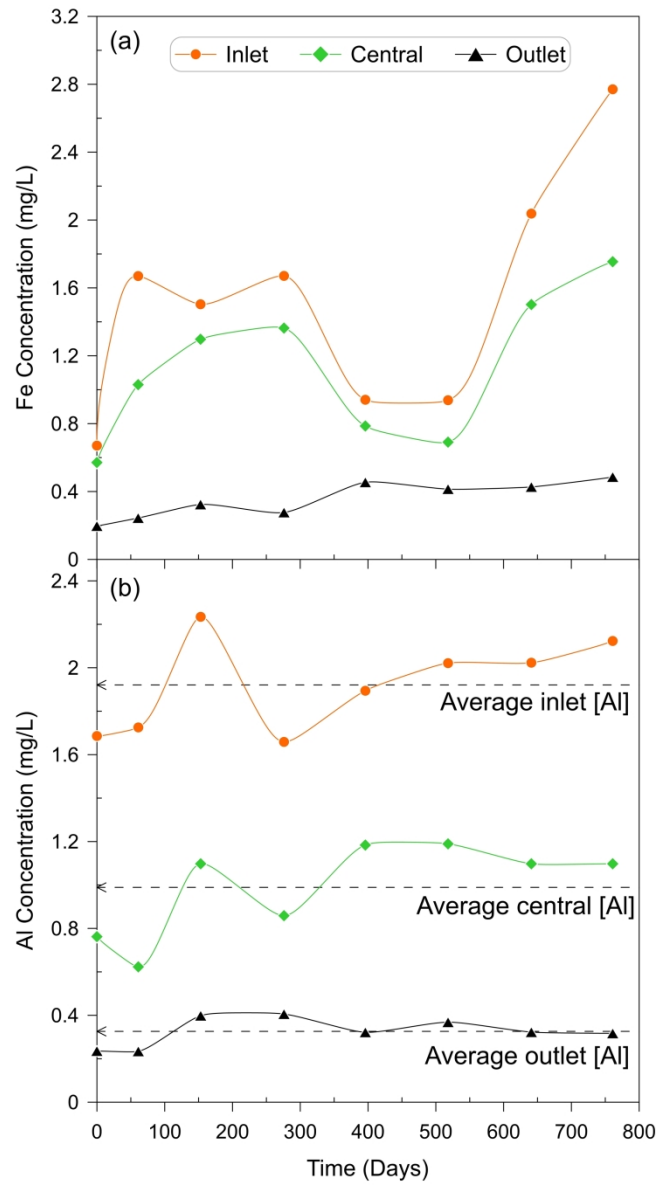 (a)
Inlet Central Outlet
3.2
2.8
2.4
2
1.6
1.2
0.8
0.4
0
Fe Concentration (mg/L)
(b)
2.4
2
1.6
1.2
0.8
0.4
0
Al Concentration (mg/L)
Average inlet [Al]
Average central [Al]
Average outlet [Al]
0 100 200 300 400 500 600 700 800
Time (Days)